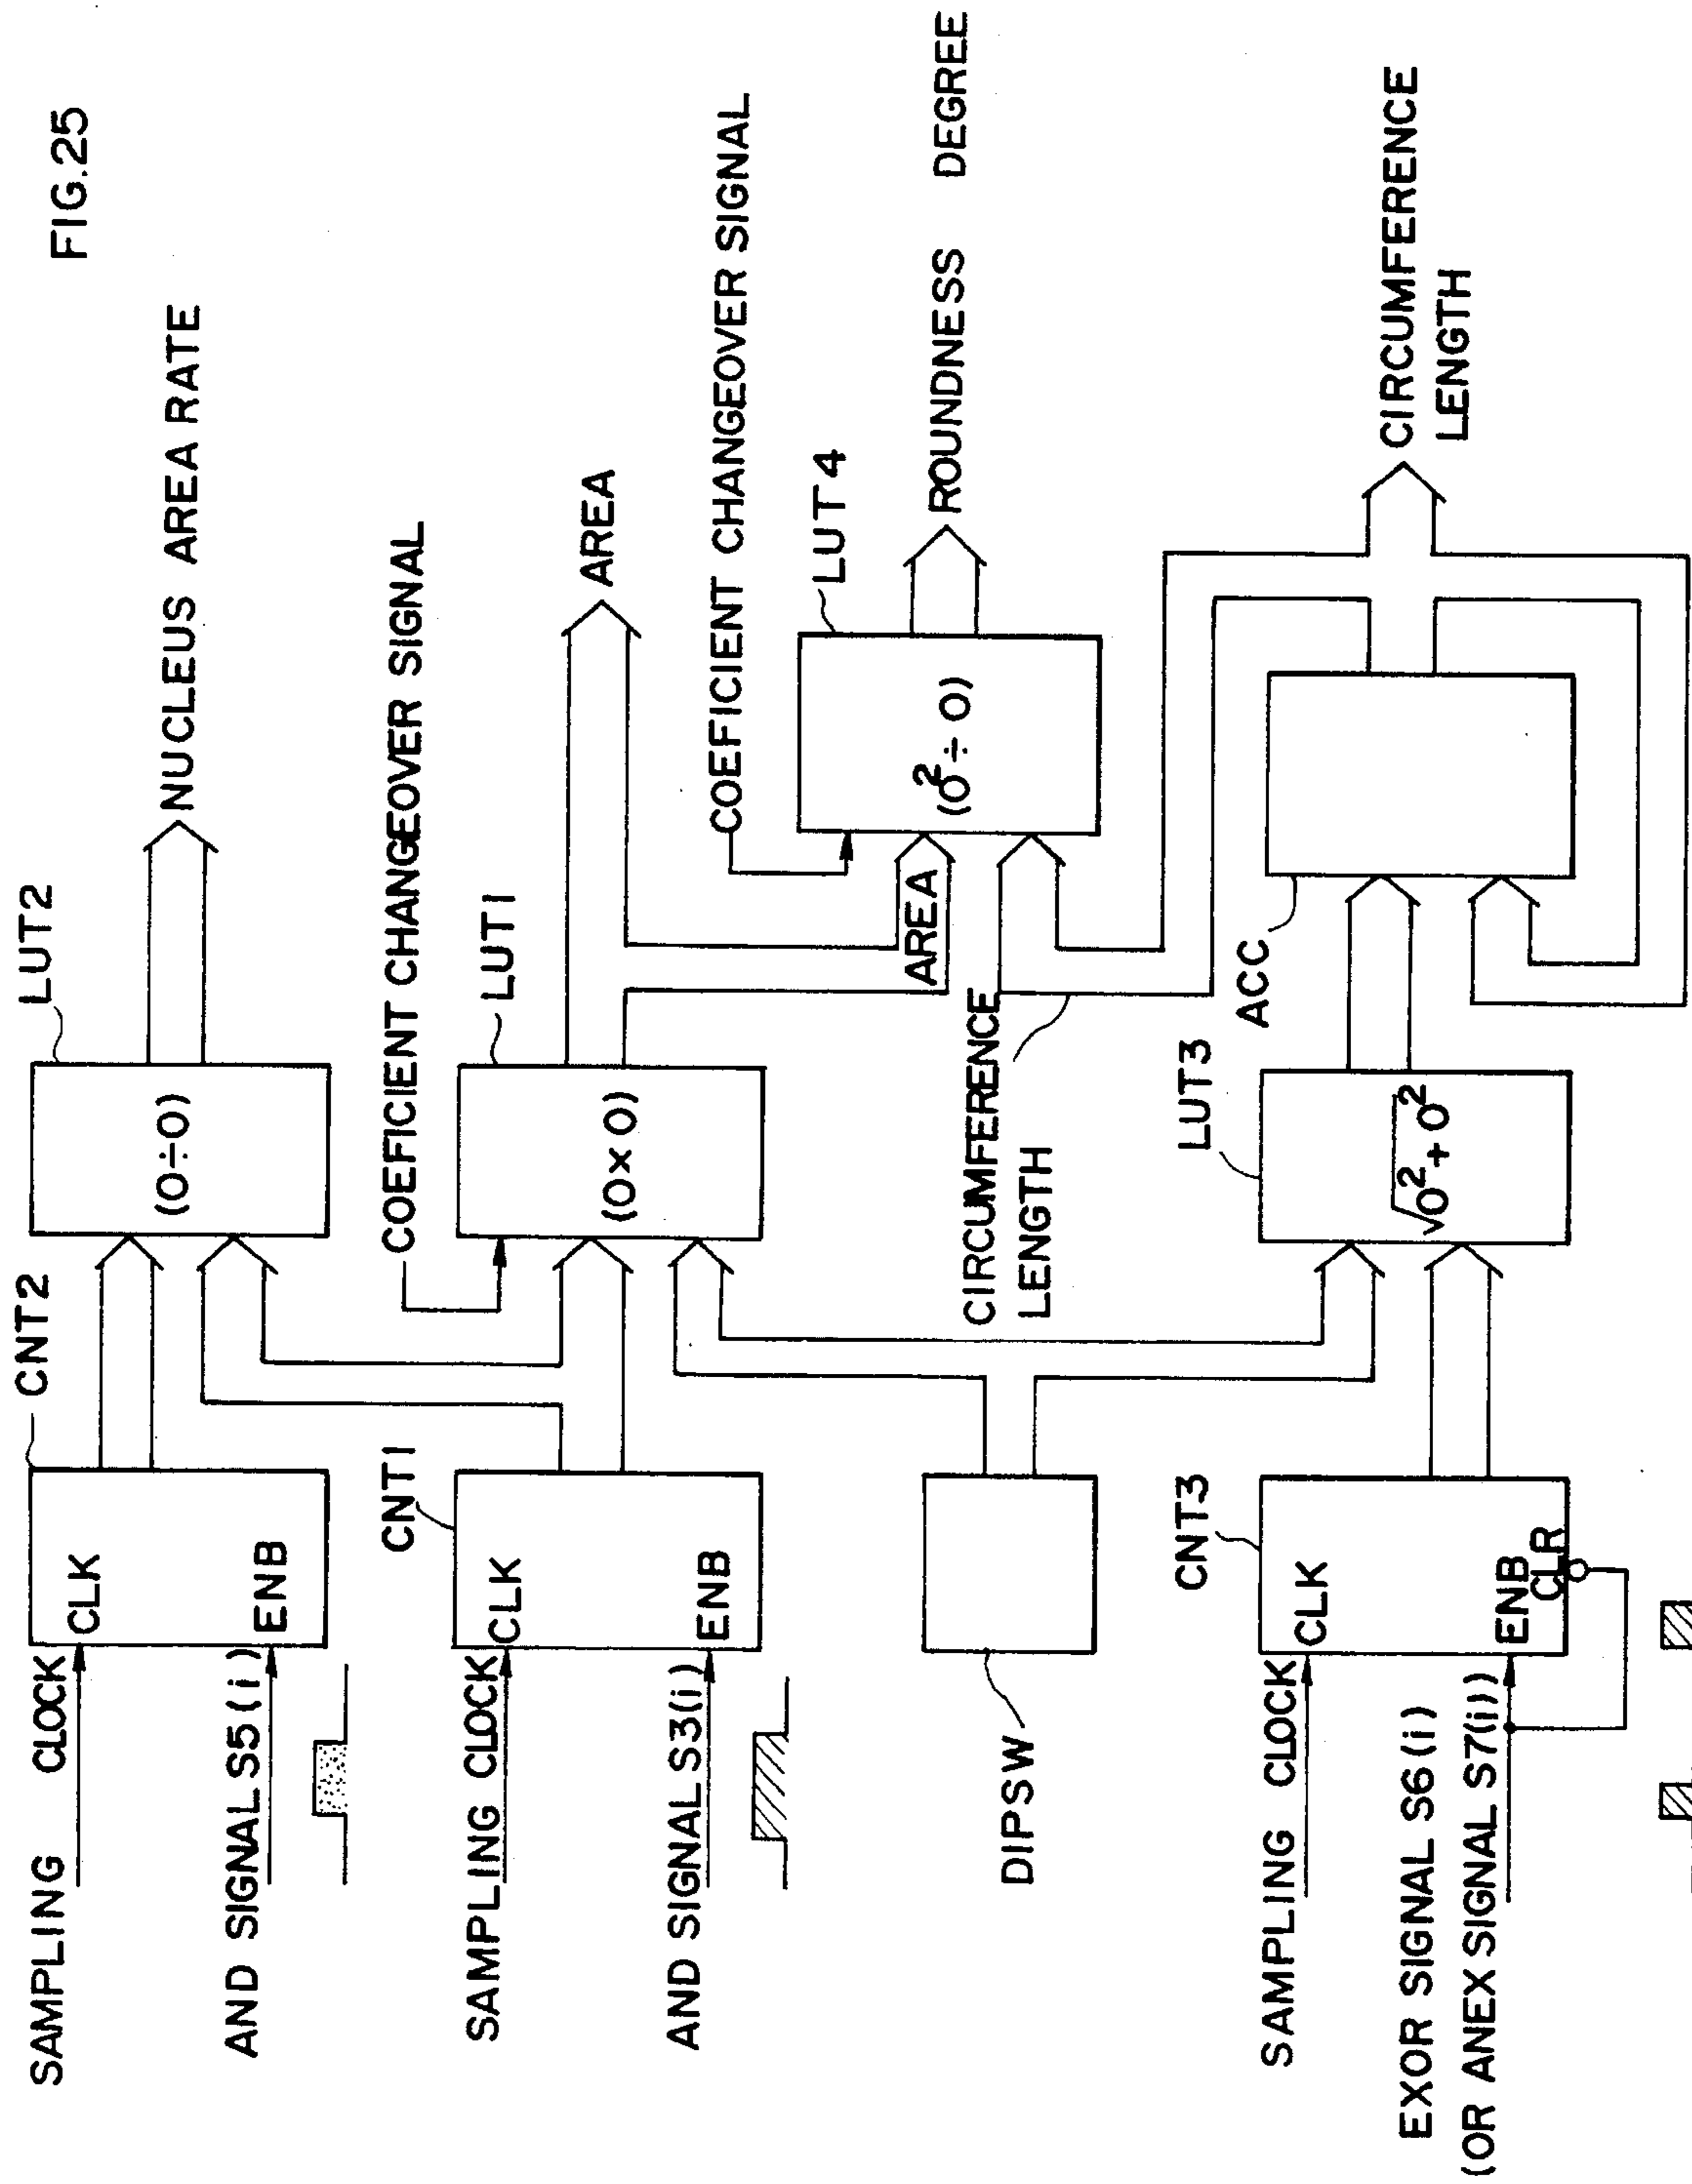 FIG.25
SAMPLING CLOCK
CLK
CNT2
AND SIGNAL S5(i)
ENB
LUT2
(O÷O)
NUCLEUS AREA RATE
COEFICIENT CHANGEOVER SIGNAL
SAMPLING CLOCK
CLK
CNT1
AND SIGNAL S3(i)
ENB
LUT1
(O×O)
AREA
COEFICIENT CHANGEOVER SIGNAL
LUT4
AREA
(O²÷O)
ROUNDNESS DEGREE
CIRCUMFERENCE
LENGTH
DIPSW
SAMPLING CLOCK
CLK
CNT3
EXOR SIGNAL S6(i)
(OR ANEX SIGNAL S7(i))
ENB
CLR
LUT3
√O²+O²
ACC
CIRCUMFERENCE
LENGTH